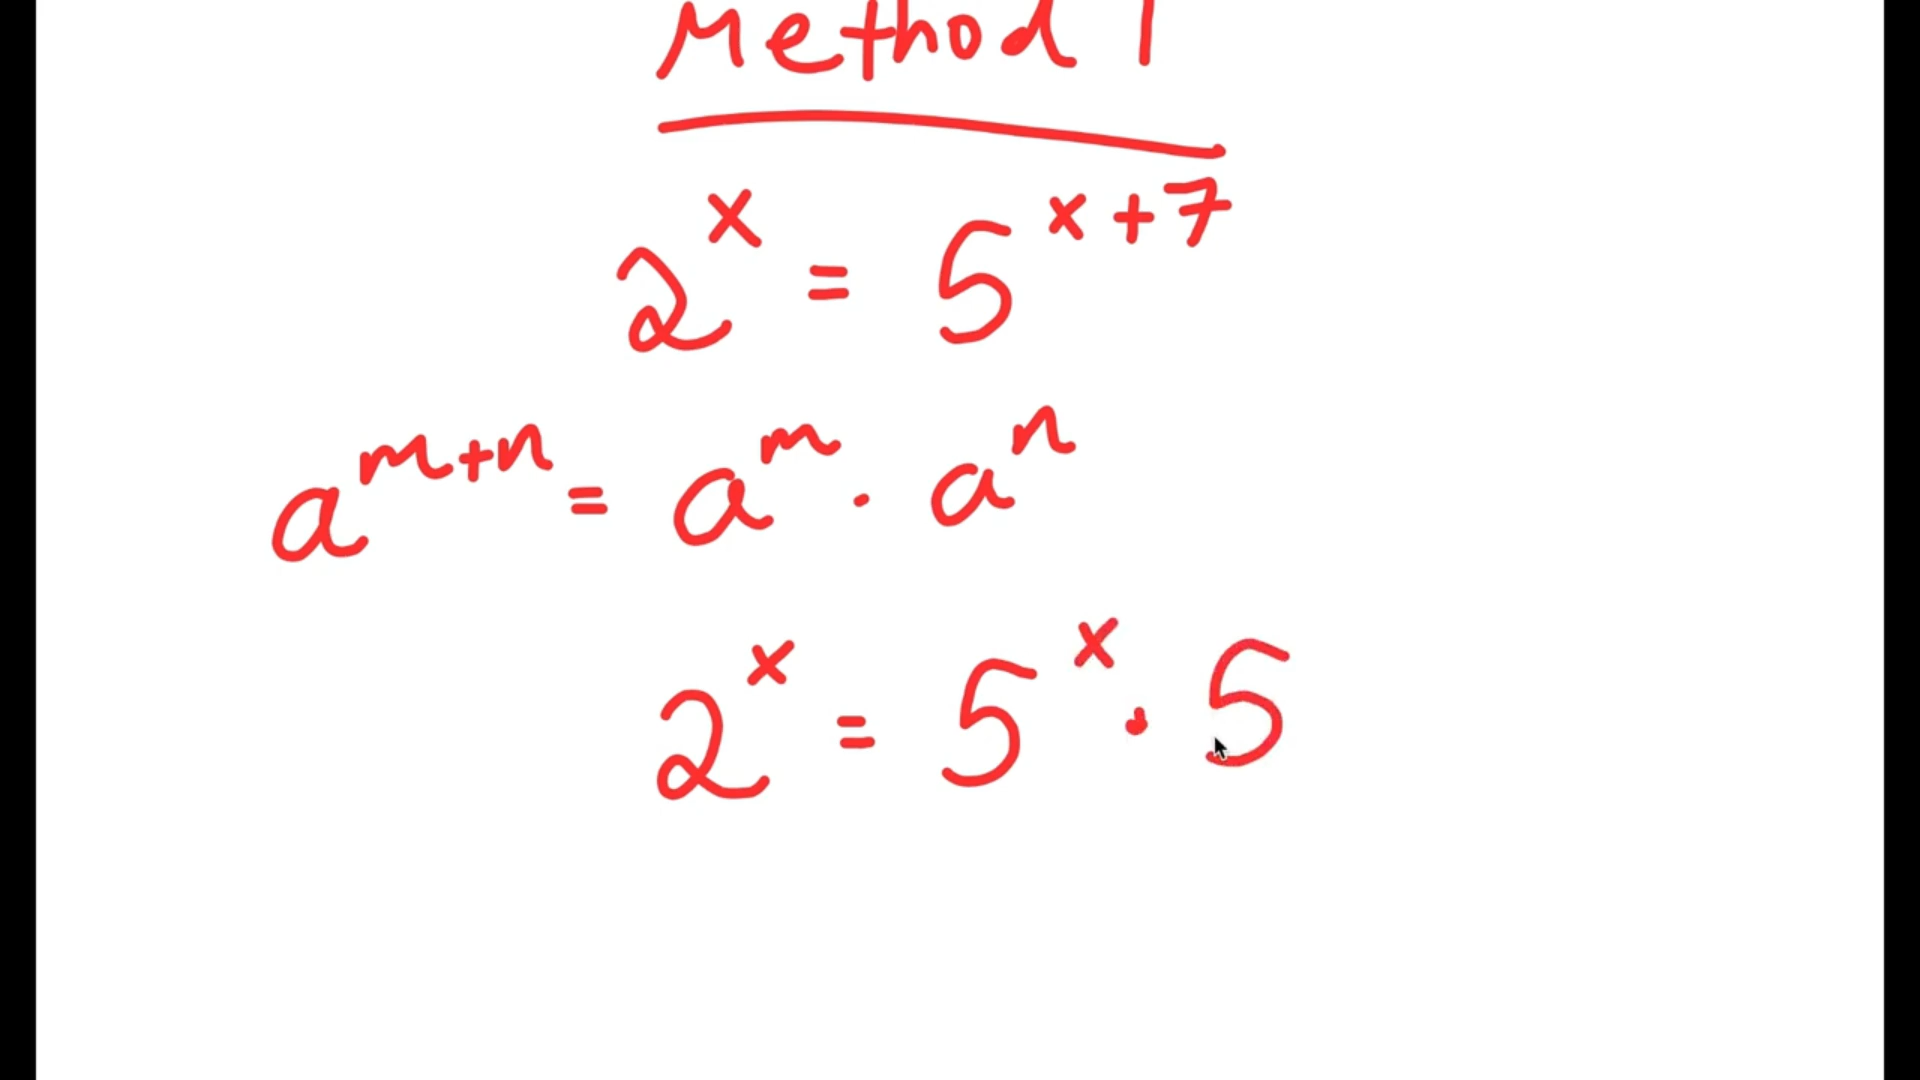 Method 1
2^x = 5^{x+7}
a^{m+n} = a^m · a^n
2^x = 5^x · 5